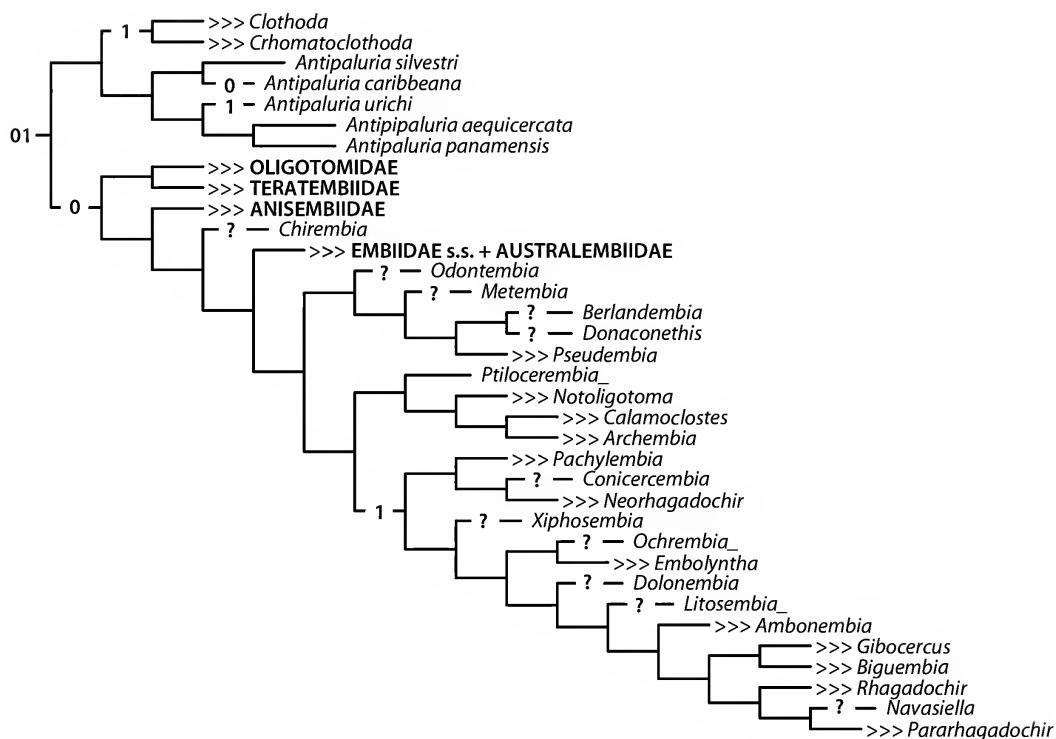 1 >>> Clothoda
>>> Crhomatoclothoda
Antipaluria silvestri
0 Antipaluria caribbeana
1 Antipaluria urichi
Antipipaluria aequicercata
01
Antipaluria panamensis
>>> OLIGOTOMIDAE
>>> TERATEMBIIDAE
0 >>> ANISEMBIIDAE
? Chirembia
>>> EMBIIDAE s.s. + AUSTRALEMBIIDAE
? Odontembia
? Metembia
? Berlandembia
? Donaconethis
>>> Pseudembia
Ptilocerembia_
>>> Notoligotoma
>>> Calamoclostes
>>> Archembia
>>> Pachylembia
? Conicercembia
>>> Neorhagadochir
1
? Xiphosembia
? Ochrembia_
>>> Embolyntha
? Dolonembia
? Litosembia_
>>> Ambonembia
>>> Gibocercus
>>> Biguembia
>>> Rhagadochir
? Navasiella
>>> Pararhagadochir